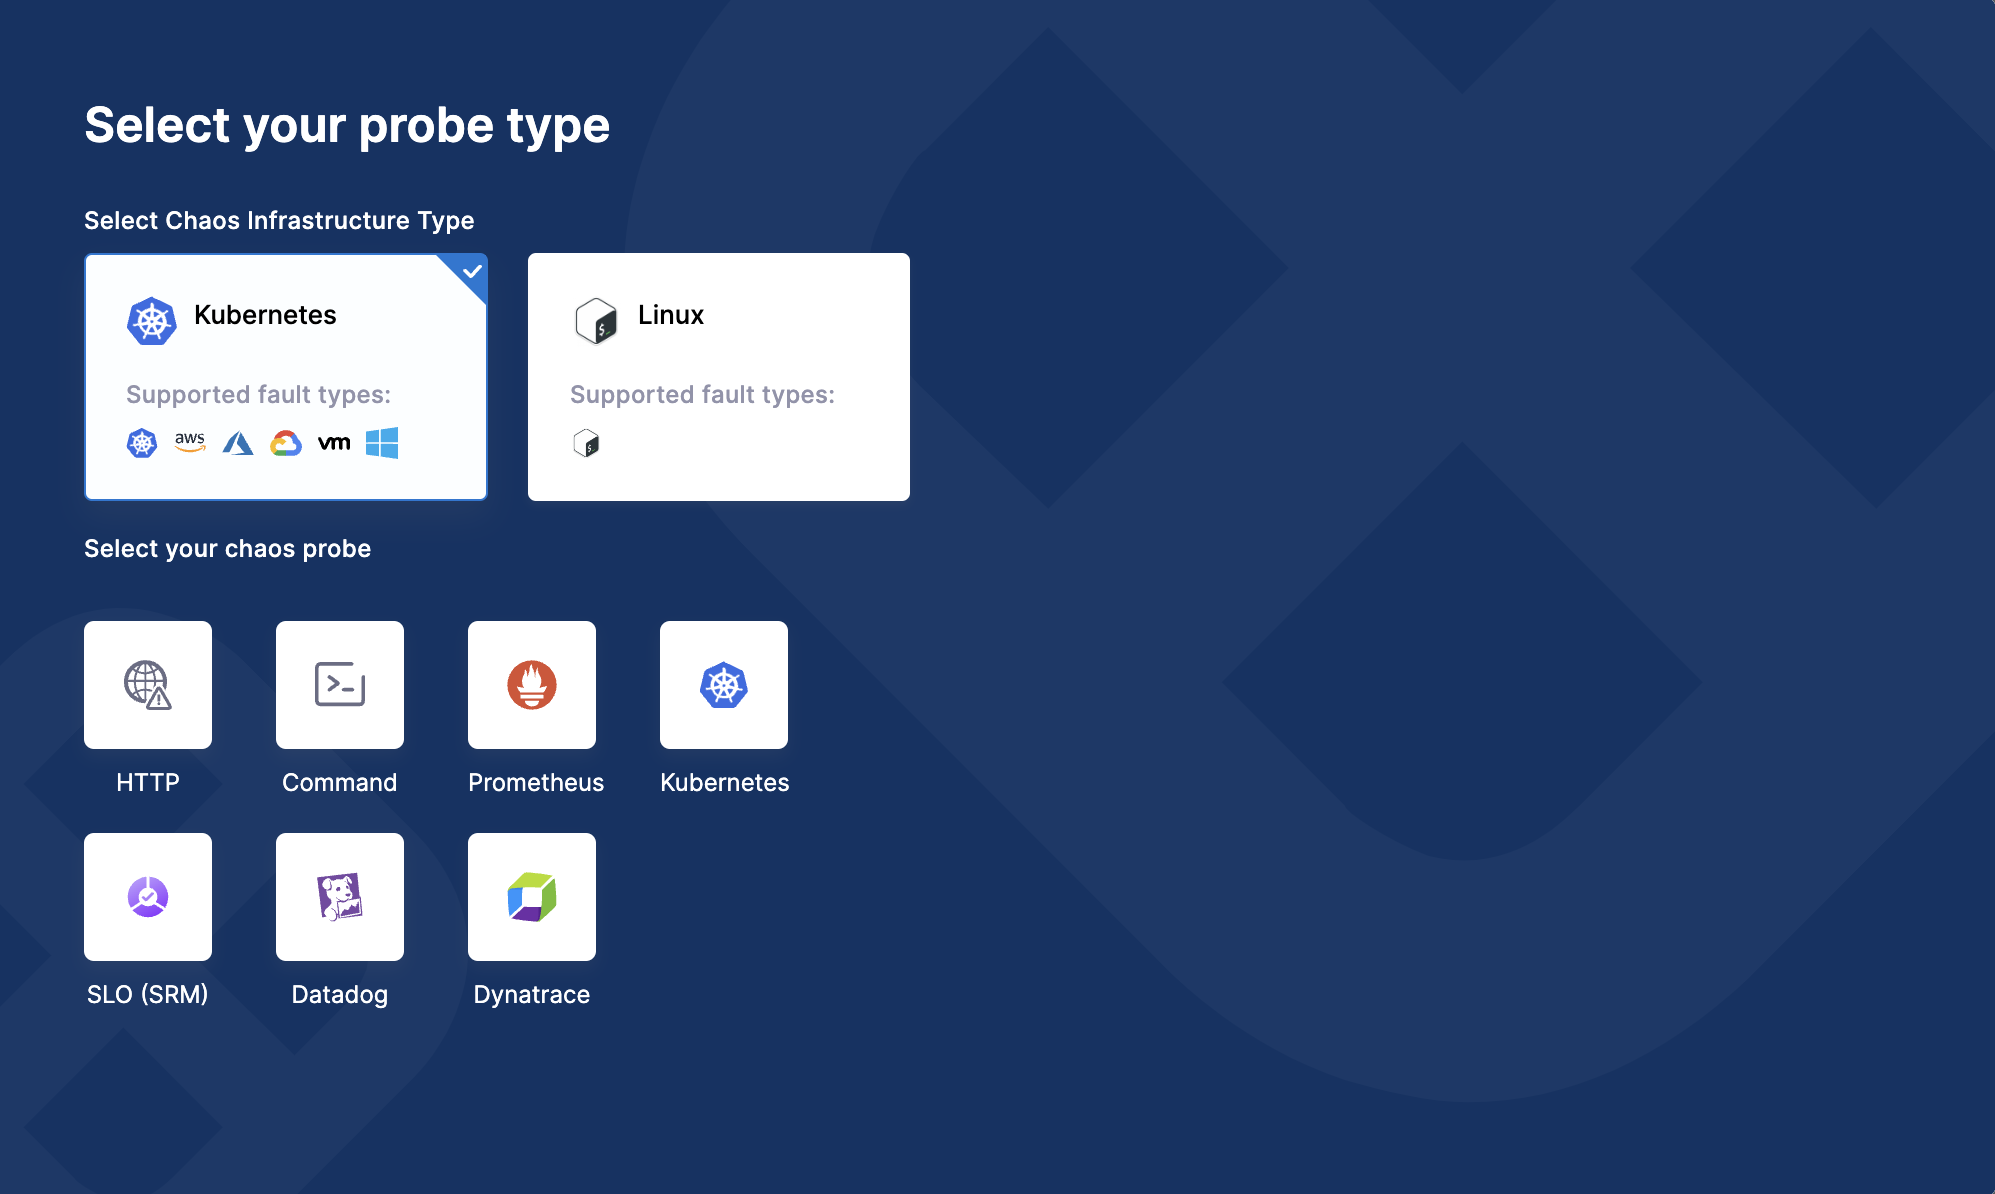 Select your probe type
Select Chaos Infrastructure Type
Kubernetes
Linux
Supported fault types:
Supported fault types:
aws
vm
$_
$
Select your chaos probe
HTTP
Command
Prometheus
Kubernetes
SLO (SRM)
Datadog
Dynatrace